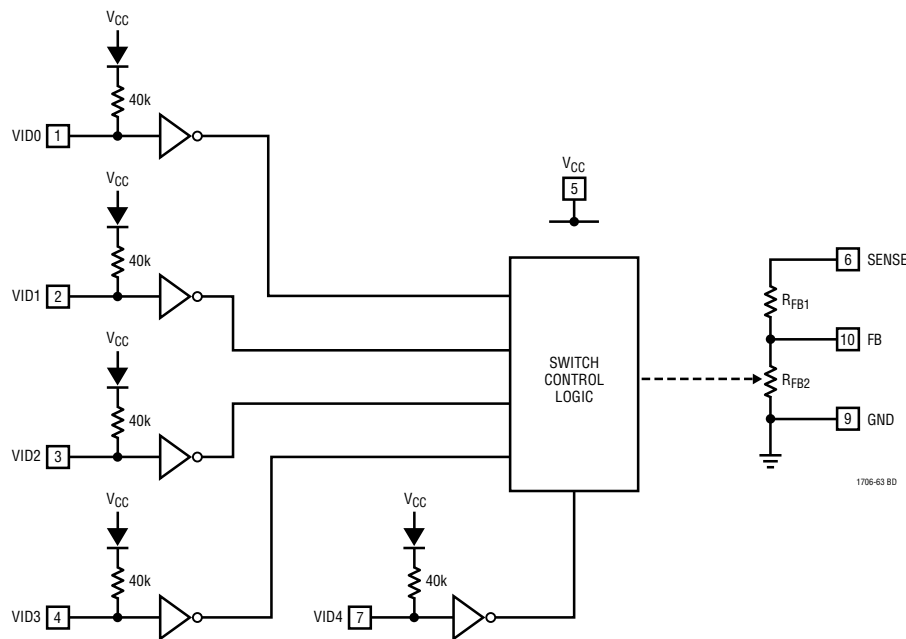 VCC
40k
VID0 1
VCC
5
VCC
40k
VID1 2
6 SENSE
RFB1
10 FB
SWITCH
CONTROL
LOGIC
RFB2
9 GND
VCC
40k
VID2 3
1706-63 BD
VCC
40k
VID3 4
VCC
40k
VID4 7